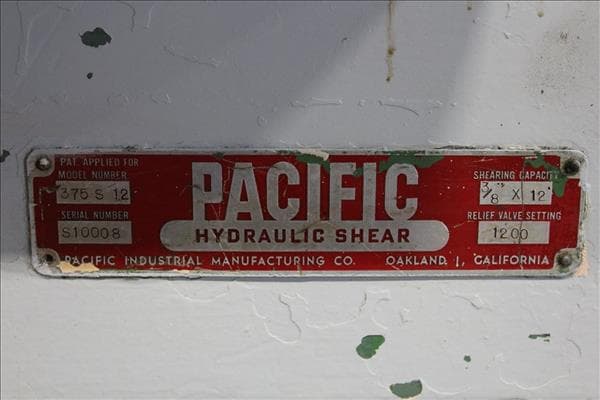 PAT. APPLIED FOR
MODEL NUMBER
375 S 12
SERIAL NUMBER
S10008
PACIFIC
HYDRAULIC SHEAR
SHEARING CAPACITY
3/8" X 12'
RELIEF VALVE SETTING
1200
PACIFIC INDUSTRIAL MANUFACTURING CO. OAKLAND 1, CALIFORNIA